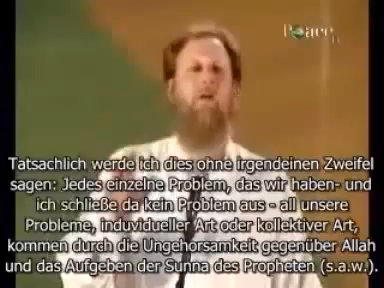 Peace
Tatsachlich werde ich dies ohne irgendeinen Zweifel
sagen: Jedes einzelne Problem, das wir haben- und
ich schließe da kein Problem aus - all unsere
Probleme, induvidueller Art oder kollektiver Art,
kommen durch die Ungehorsamkeit gegenüber Allah
und das Aufgeben der Sunna des Propheten (s.a.w.).